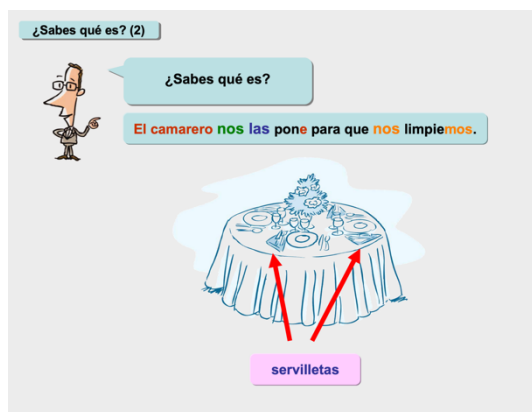 ¿Sabes qué es? (2)
¿Sabes qué es?
El camarero nos las pone para que nos limpiemos.
servilletas